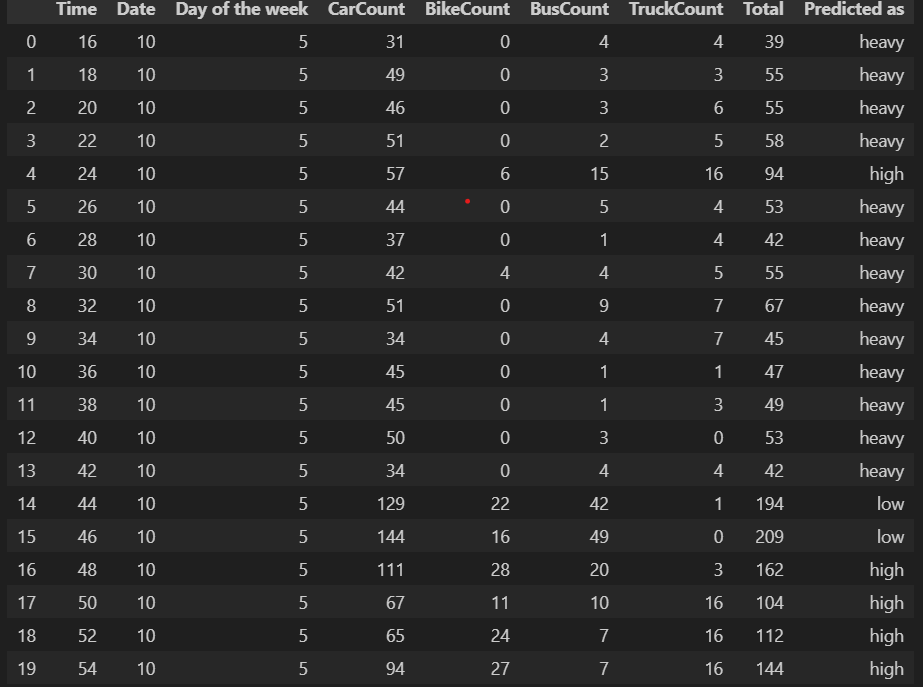 Time Date Day of the week CarCount BikeCount BusCount TruckCount Total Predicted as
0 16 10 5 31 0 4 4 39 heavy
1 18 10 5 49 0 3 3 55 heavy
2 20 10 5 46 0 3 6 55 heavy
3 22 10 5 51 0 2 5 58 heavy
4 24 10 5 57 6 15 16 94 high
5 26 10 5 44 0 5 4 53 heavy
6 28 10 5 37 0 1 4 42 heavy
7 30 10 5 42 4 4 5 55 heavy
8 32 10 5 51 0 9 7 67 heavy
9 34 10 5 34 0 4 7 45 heavy
10 36 10 5 45 0 1 1 47 heavy
11 38 10 5 45 0 1 3 49 heavy
12 40 10 5 50 0 3 0 53 heavy
13 42 10 5 34 0 4 4 42 heavy
14 44 10 5 129 22 42 1 194 low
15 46 10 5 144 16 49 0 209 low
16 48 10 5 111 28 20 3 162 high
17 50 10 5 67 11 10 16 104 high
18 52 10 5 65 24 7 16 112 high
19 54 10 5 94 27 7 16 144 high